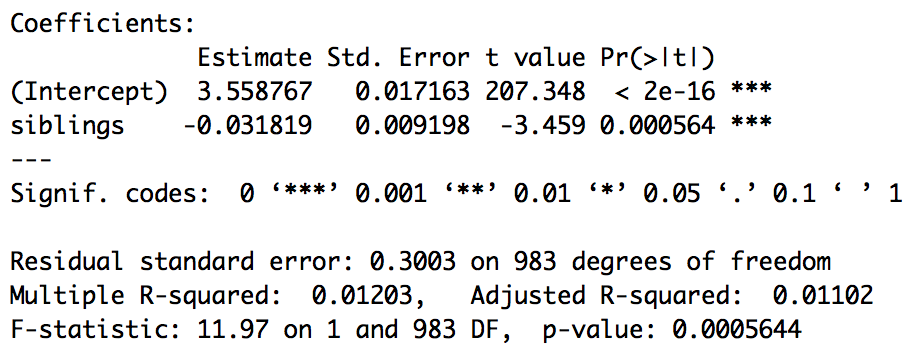 Coefficients:
Estimate Std. Error t value Pr(>|t|)
(Intercept) 3.558767 0.017163 207.348 < 2e-16 ***
siblings -0.031819 0.009198 -3.459 0.000564 ***
---
Signif. codes: 0 ‘***’ 0.001 ‘**’ 0.01 ‘*’ 0.05 ‘.’ 0.1 ‘ ’ 1
Residual standard error: 0.3003 on 983 degrees of freedom
Multiple R-squared: 0.01203, Adjusted R-squared: 0.01102
F-statistic: 11.97 on 1 and 983 DF, p-value: 0.0005644